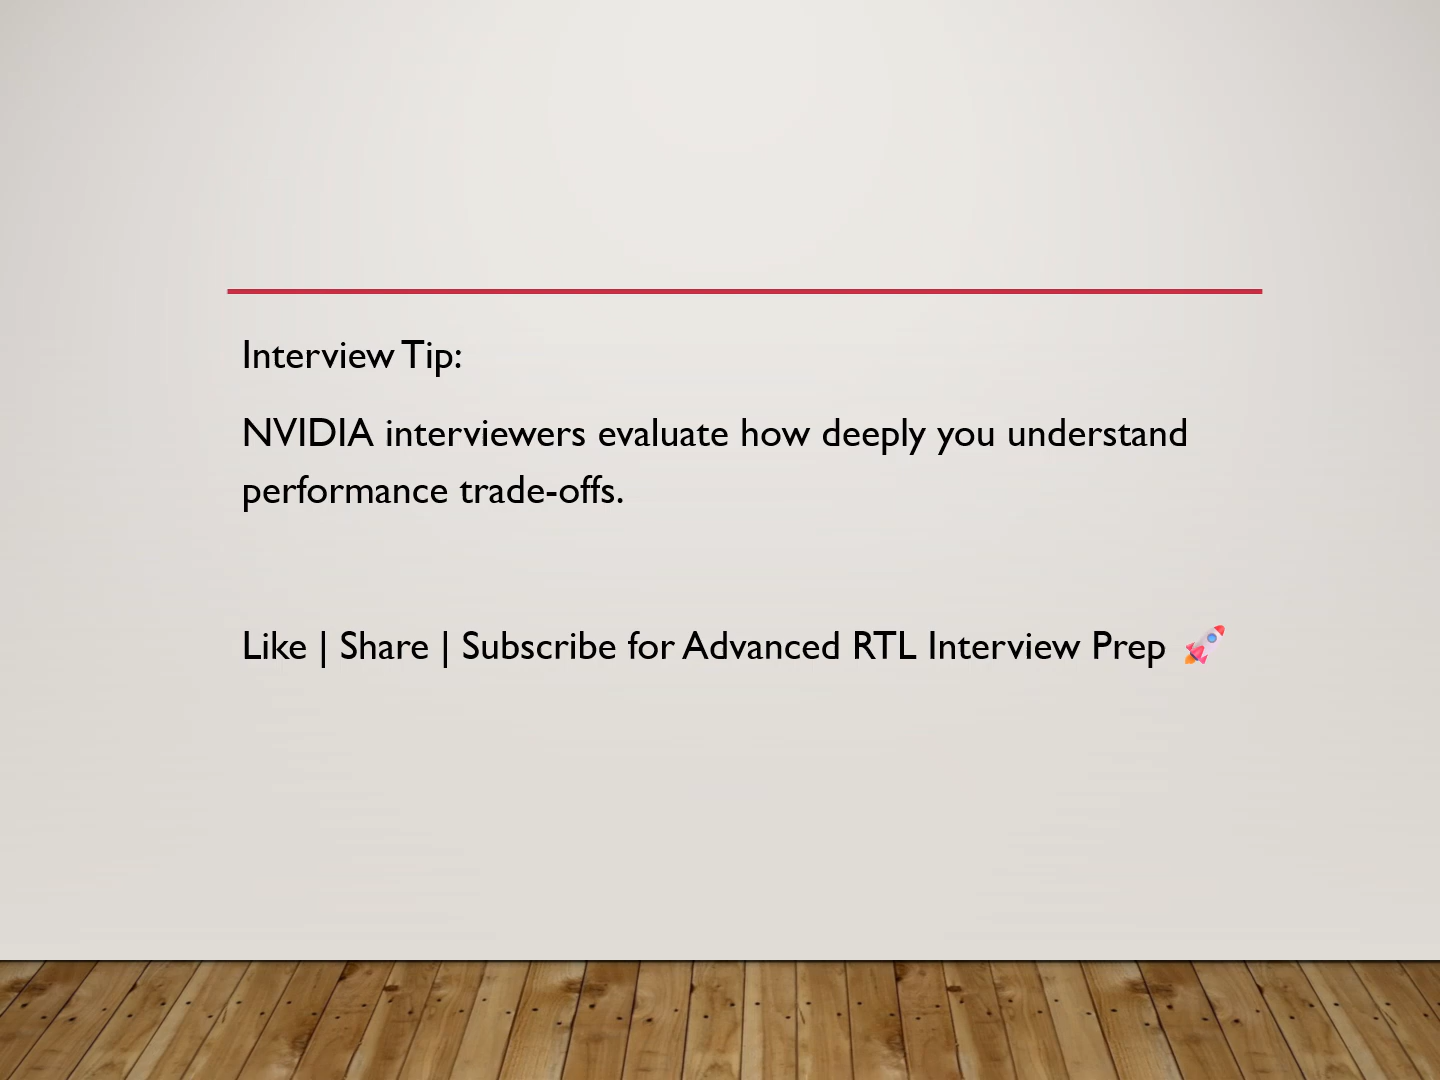 Interview Tip:
NVIDIA interviewers evaluate how deeply you understand
performance trade-offs.
Like | Share | Subscribe for Advanced RTL Interview Prep 🚀